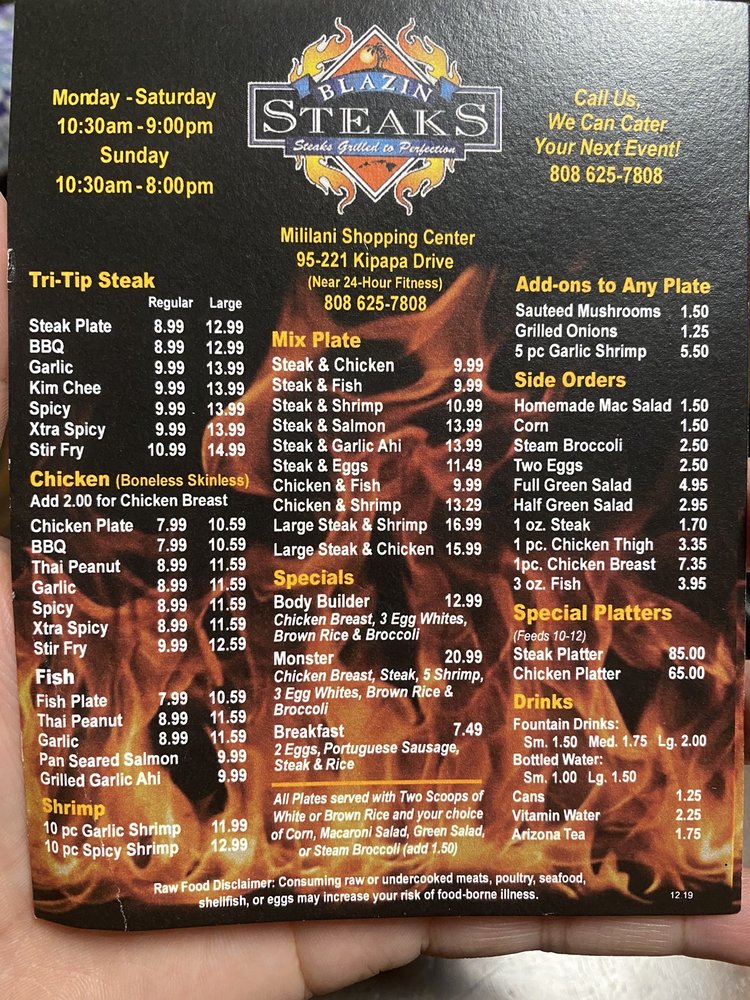 Monday - Saturday
10:30am - 9:00pm
Sunday
10:30am - 8:00pm
BLAZIN
STEAKS
Steaks Grilled to Perfection
Call Us,
We Can Cater
Your Next Event!
808 625-7808
Mililani Shopping Center
95-221 Kipapa Drive
(Near 24-Hour Fitness)
808 625-7808
Tri-Tip Steak
Regular Large
Steak Plate 8.99 12.99
BBQ 8.99 12.99
Garlic 9.99 13.99
Kim Chee 9.99 13.99
Spicy 9.99 13.99
Xtra Spicy 9.99 13.99
Stir Fry 10.99 14.99
Chicken (Boneless Skinless)
Add 2.00 for Chicken Breast
Chicken Plate 7.99 10.59
BBQ 7.99 10.59
Thai Peanut 8.99 11.59
Garlic 8.99 11.59
Spicy 8.99 11.59
Xtra Spicy 8.99 11.59
Stir Fry 9.99 12.59
Fish
Fish Plate 7.99 10.59
Thai Peanut 8.99 11.59
Garlic 8.99 11.59
Pan Seared Salmon 9.99
Grilled Garlic Ahi 9.99
Shrimp
10 pc Garlic Shrimp 11.99
10 pc Spicy Shrimp 12.99
Mix Plate
Steak & Chicken 9.99
Steak & Fish 9.99
Steak & Shrimp 10.99
Steak & Salmon 13.99
Steak & Garlic Ahi 13.99
Steak & Eggs 11.49
Chicken & Fish 9.99
Chicken & Shrimp 13.29
Large Steak & Shrimp 16.99
Large Steak & Chicken 15.99
Specials
Body Builder 12.99
Chicken Breast, 3 Egg Whites,
Brown Rice & Broccoli
Monster 20.99
Chicken Breast, Steak, 5 Shrimp,
3 Egg Whites, Brown Rice &
Broccoli
Breakfast 7.49
2 Eggs, Portuguese Sausage,
Steak & Rice
All Plates served with Two Scoops of
White or Brown Rice and your choice
of Corn, Macaroni Salad, Green Salad,
or Steam Broccoli (add 1.50)
Add-ons to Any Plate
Sauteed Mushrooms 1.50
Grilled Onions 1.25
5 pc Garlic Shrimp 5.50
Side Orders
Homemade Mac Salad 1.50
Corn 1.50
Steam Broccoli 2.50
Two Eggs 2.50
Full Green Salad 4.95
Half Green Salad 2.95
1 oz. Steak 1.70
1 pc. Chicken Thigh 3.35
1pc. Chicken Breast 7.35
3 oz. Fish 3.95
Special Platters
(Feeds 10-12)
Steak Platter 85.00
Chicken Platter 65.00
Drinks
Fountain Drinks:
Sm. 1.50 Med. 1.75 Lg. 2.00
Bottled Water:
Sm. 1.00 Lg. 1.50
Cans 1.25
Vitamin Water 2.25
Arizona Tea 1.75
Raw Food Disclaimer: Consuming raw or undercooked meats, poultry, seafood,
shellfish, or eggs may increase your risk of food-borne illness.
12.19